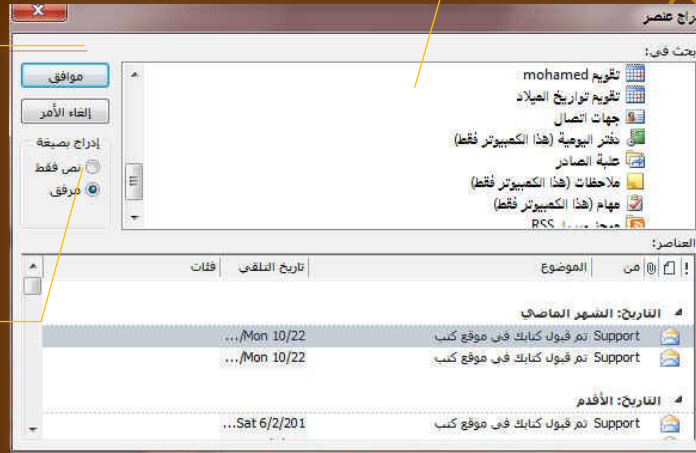 راج عنصر
بحث في:
تقويم mohamed
تقويم تواريخ الميلاد
جهات اتصال
دفتر اليومية (هذا الكمبيوتر فقط)
علبة الصادر
ملاحظات (هذا الكمبيوتر فقط)
مهام (هذا الكمبيوتر فقط)
RSS
موافق
إلغاء الأمر
إدراج بصيغة
نص فقط
مرفق
العناصر:
! من الموضوع تاريخ التلقي فئات
التاريخ: الشهر الماضي
Support تم قبول كتابك في موقع كتب Mon 10/22/...
Support تم قبول كتابك في موقع كتب Mon 10/22/...
التاريخ: الأقدم
Support تم قبول كتابك في موقع كتب Sat 6/2/201...